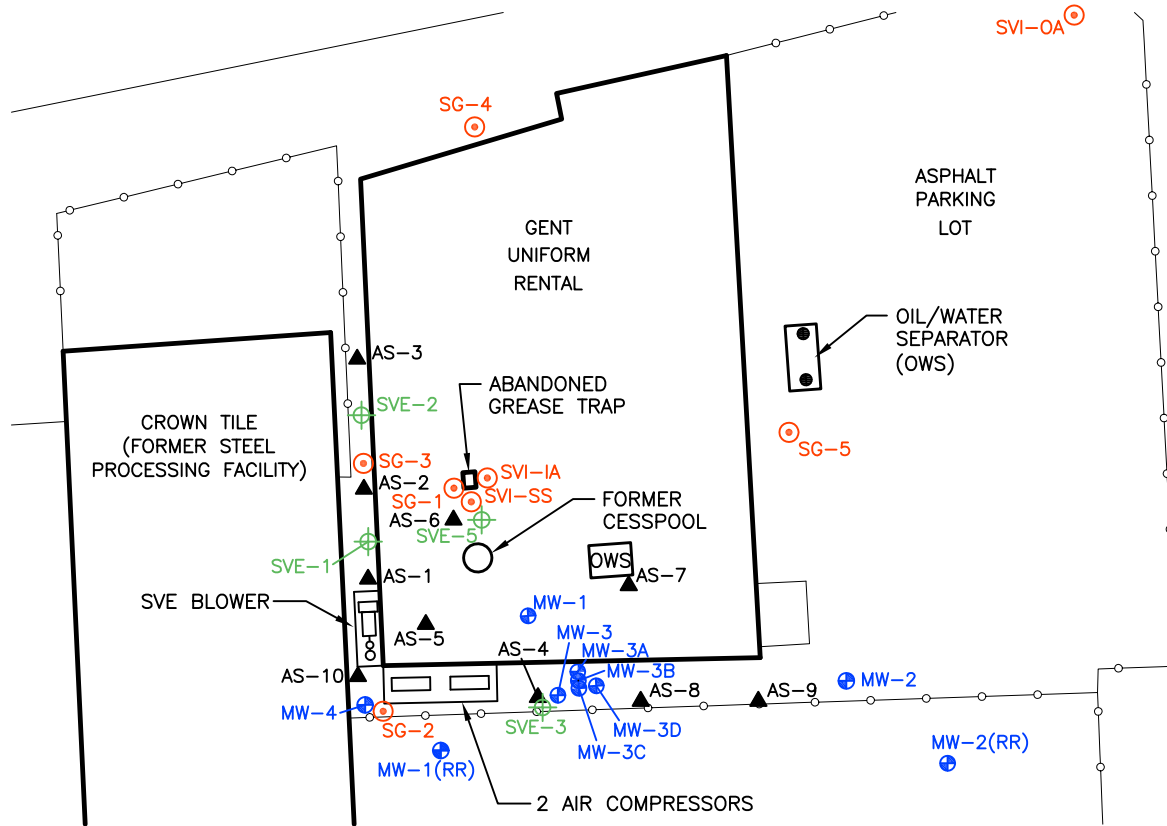 SVI-OA
SG-4
ASPHALT
PARKING
LOT
GENT
UNIFORM
RENTAL
OIL/WATER
SEPARATOR
(OWS)
AS-3
ABANDONED
GREASE TRAP
SVE-2
CROWN TILE
(FORMER STEEL
PROCESSING FACILITY)
SG-5
SG-3
SVI-IA
AS-2
SG-1
SVI-SS
FORMER
CESSPOOL
AS-6
SVE-5
OWS
SVE-1
AS-1
AS-7
SVE BLOWER
MW-1
AS-5
MW-3
AS-4
MW-3A
MW-3B
AS-10
MW-2
AS-8
AS-9
MW-4
SG-2
SVE-3
MW-3D
MW-3C
MW-2(RR)
MW-1(RR)
2 AIR COMPRESSORS